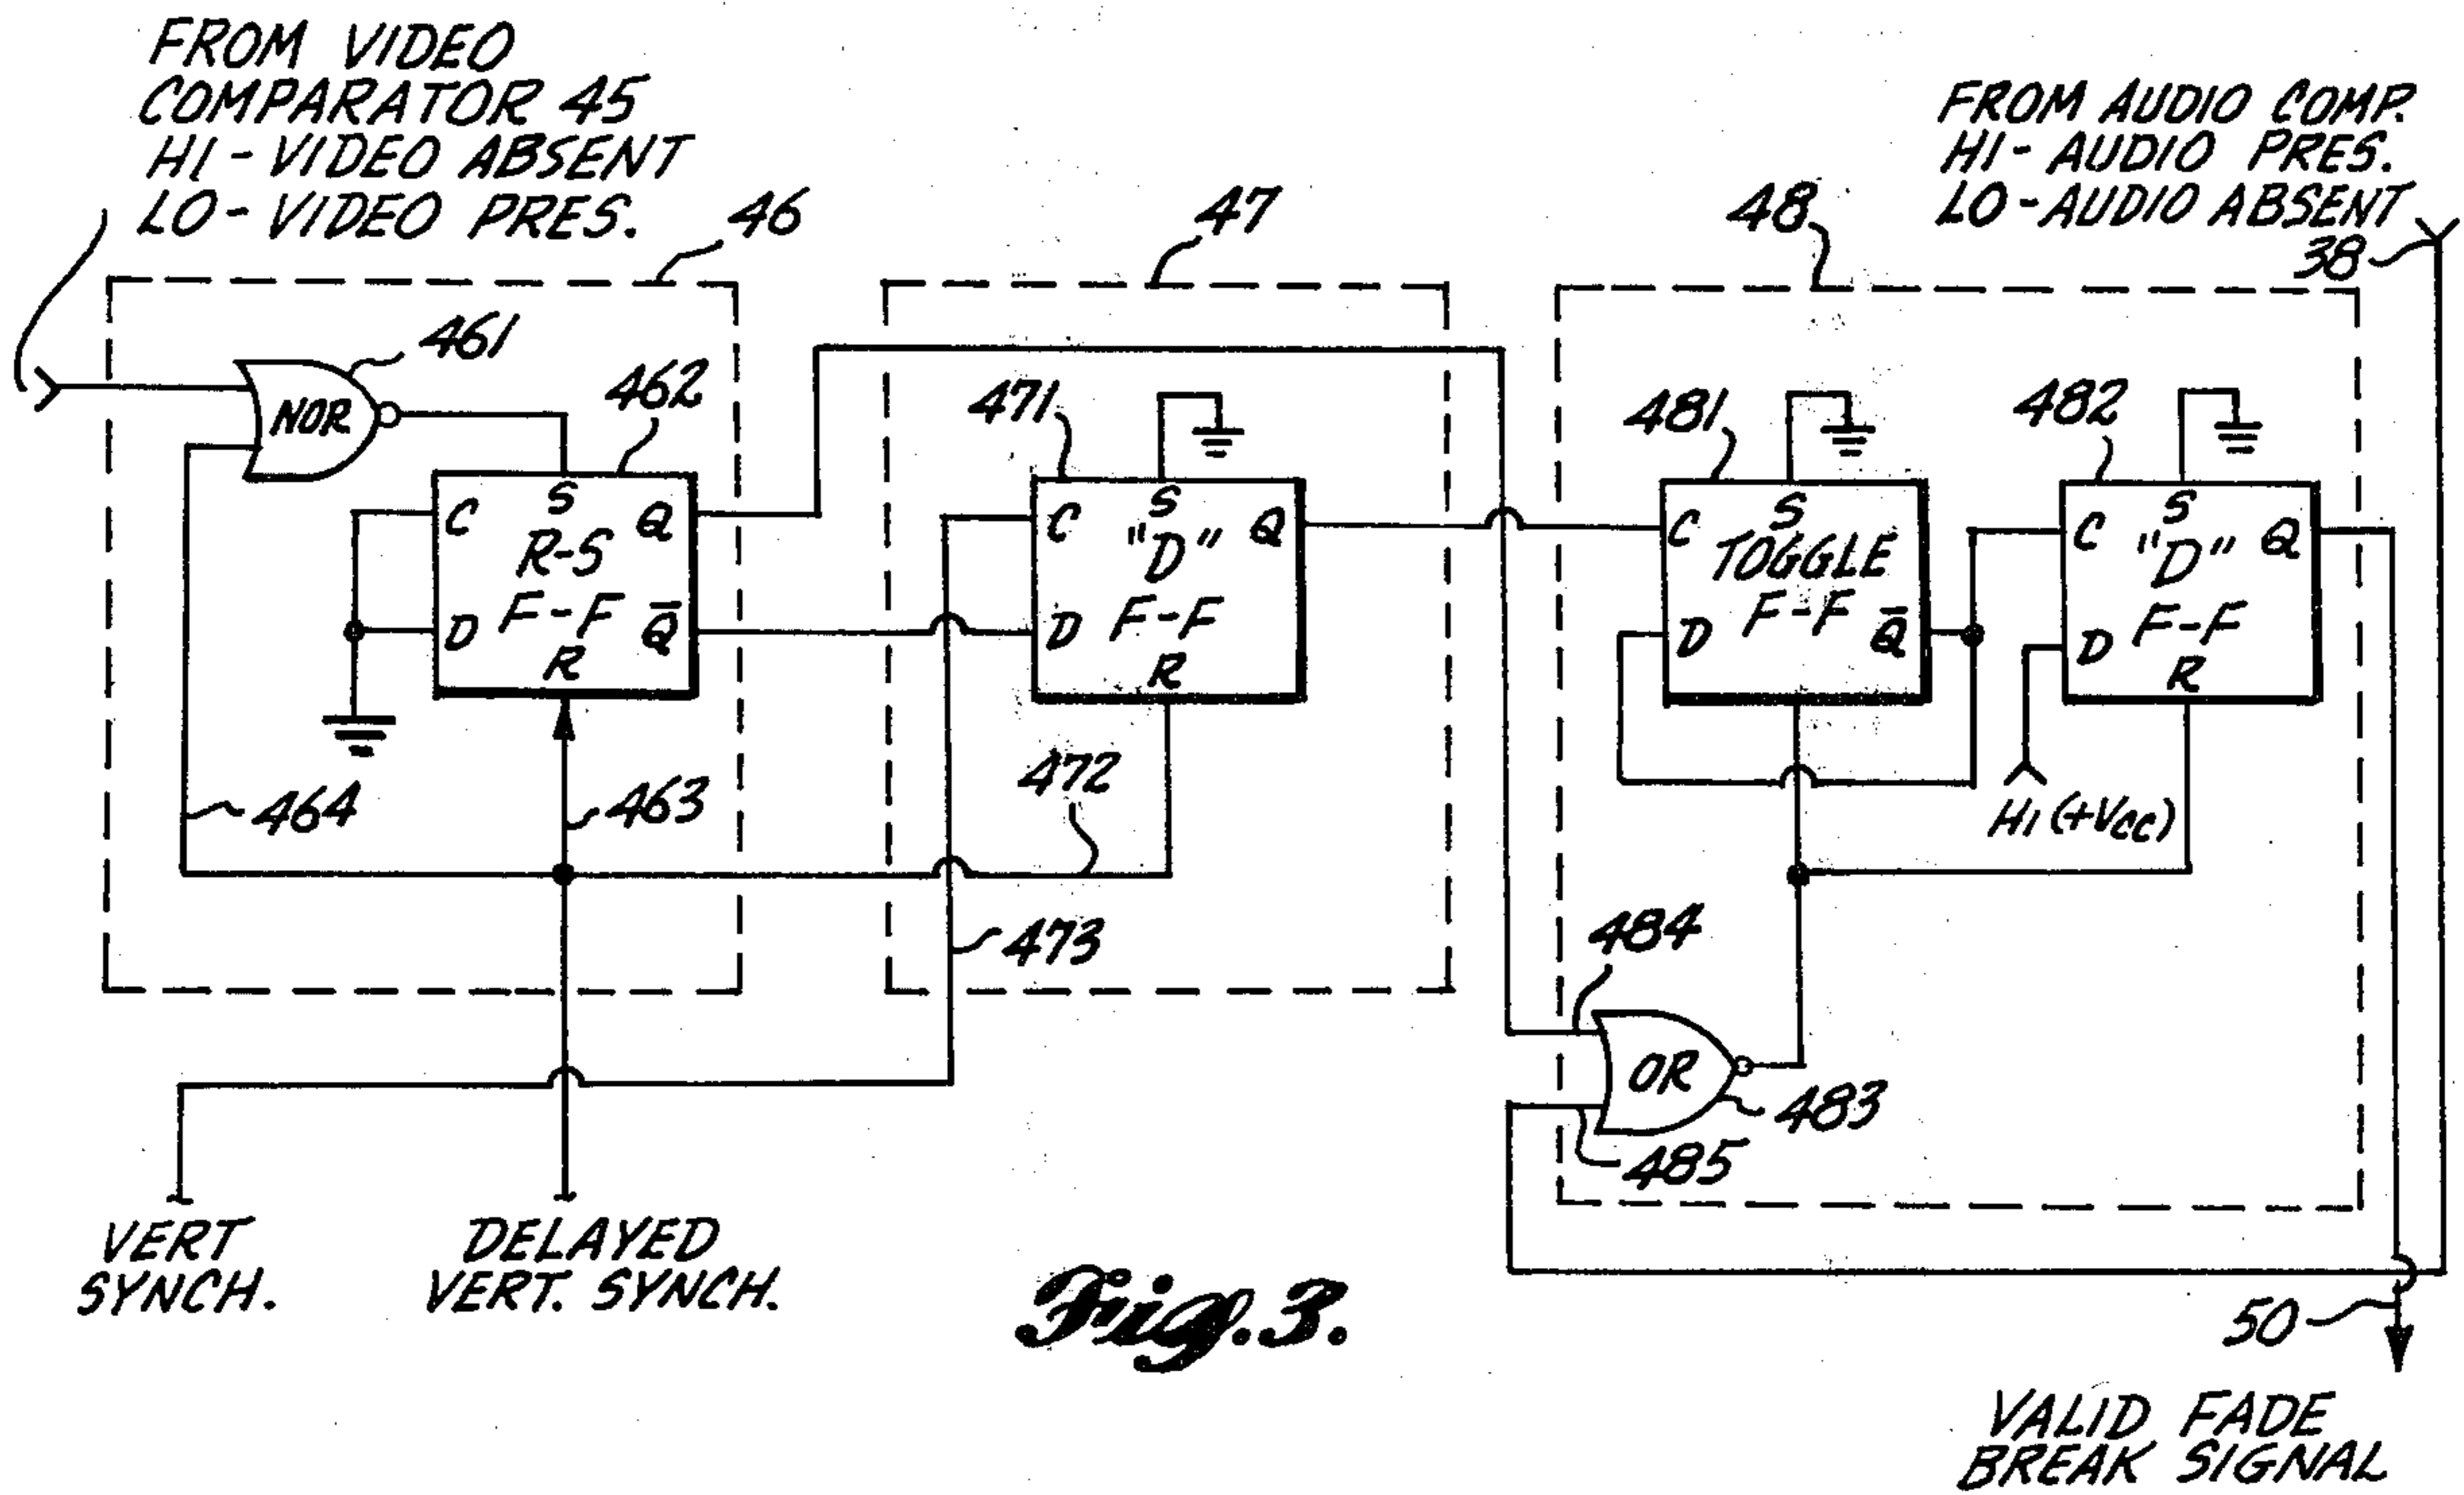 FROM VIDEO
COMPARATOR 45
HI - VIDEO ABSENT
LO - VIDEO PRES.
FROM AUDIO COMP.
HI - AUDIO PRES.
LO - AUDIO ABSENT
38
46
47
48
461
NOR
462
C S Q
R-S
F-F
D R Q̅
464
463
471
C S Q
"D"
F-F
D R
472
473
481
C S
TOGGLE
F-F
D Q̅
482
C S Q
"D"
F-F
D R
HI (+VCC)
484
OR
483
485
VERT
SYNCH.
DELAYED
VERT. SYNCH.
Fig. 3.
50
VALID FADE
BREAK SIGNAL